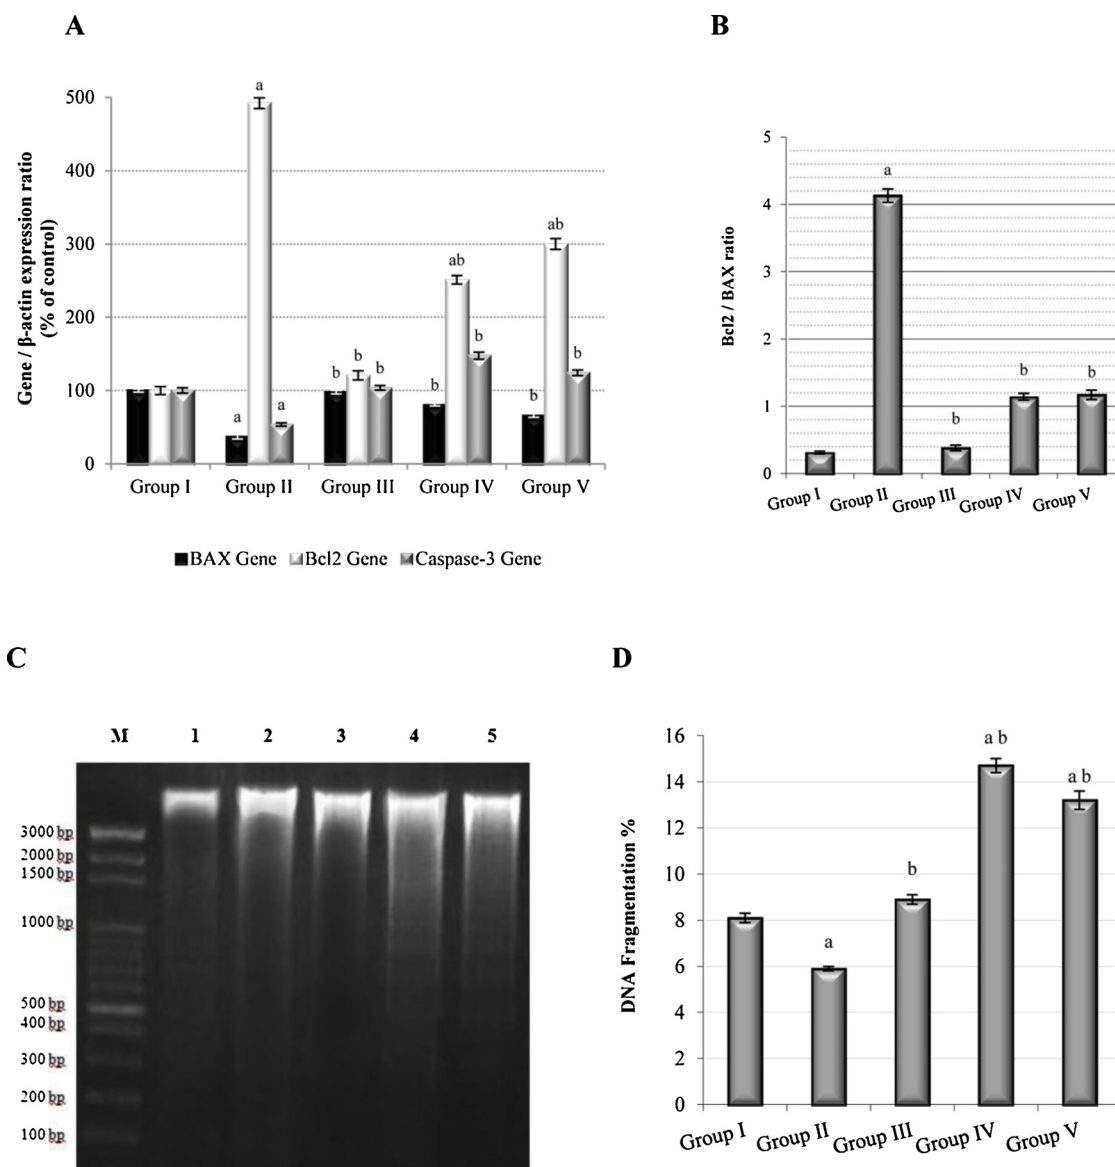 A
Gene / β-actin expression ratio
(% of control)
500
400
300
200
100
0
a
a
a
b
b
b
b
ab
b
b
ab
b
Group I
Group II
Group III
Group IV
Group V
BAX Gene
Bcl2 Gene
Caspase-3 Gene
B
Bcl2 / BAX ratio
5
4
3
2
1
0
a
b
b
b
Group I
Group II
Group III
Group IV
Group V
C
M 1 2 3 4 5
3000 bp
2000 bp
1500 bp
1000 bp
500 bp
400 bp
300 bp
200 bp
100 bp
D
DNA Fragmentation %
16
14
12
10
8
6
4
2
0
a
b
a b
a b
Group I
Group II
Group III
Group IV
Group V